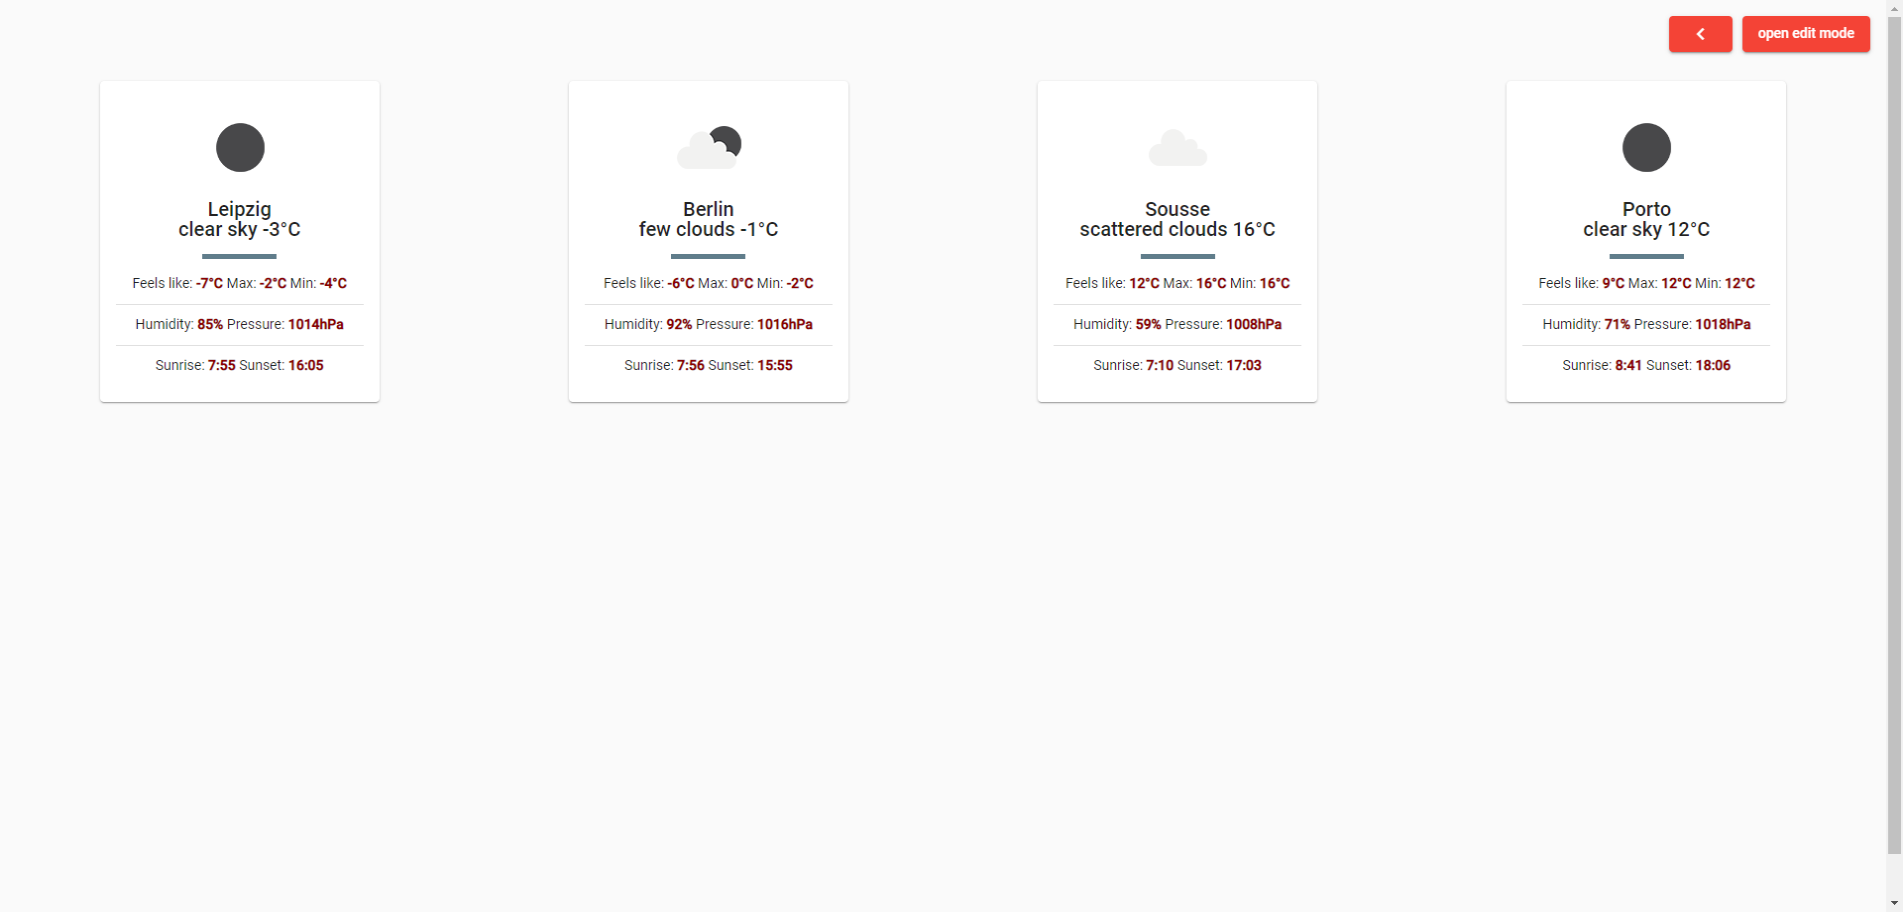 open edit mode
Leipzig
clear sky -3°C
Feels like: -7°C Max: -2°C Min: -4°C
Humidity: 85% Pressure: 1014hPa
Sunrise: 7:55 Sunset: 16:05
Berlin
few clouds -1°C
Feels like: -6°C Max: 0°C Min: -2°C
Humidity: 92% Pressure: 1016hPa
Sunrise: 7:56 Sunset: 15:55
Sousse
scattered clouds 16°C
Feels like: 12°C Max: 16°C Min: 16°C
Humidity: 59% Pressure: 1008hPa
Sunrise: 7:10 Sunset: 17:03
Porto
clear sky 12°C
Feels like: 9°C Max: 12°C Min: 12°C
Humidity: 71% Pressure: 1018hPa
Sunrise: 8:41 Sunset: 18:06